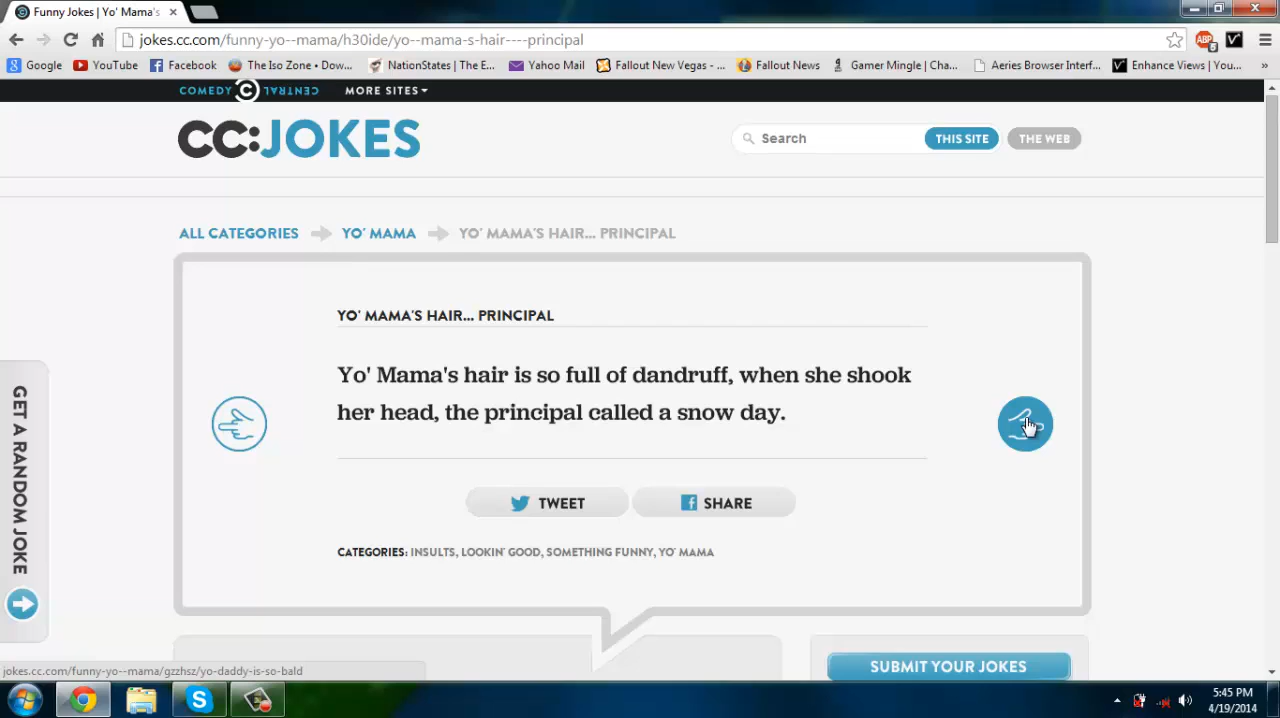 Funny Jokes | Yo' Mama's
jokes.cc.com/funny-yo--mama/h30ide/yo--mama-s-hair----principal
Google YouTube Facebook The Iso Zone • Dow... NationStates | The E... Yahoo Mail Fallout New Vegas - ... Fallout News Gamer Mingle | Cha... Aeries Browser Interf... Enhance Views | You... »
COMEDY C CENTRAL MORE SITES
CC:JOKES
Search THIS SITE THE WEB
ALL CATEGORIES YO' MAMA YO' MAMA'S HAIR... PRINCIPAL
YO' MAMA'S HAIR... PRINCIPAL
Yo' Mama's hair is so full of dandruff, when she shook
her head, the principal called a snow day.
TWEET SHARE
CATEGORIES: INSULTS, LOOKIN' GOOD, SOMETHING FUNNY, YO' MAMA
GET A RANDOM JOKE
SUBMIT YOUR JOKES
jokes.cc.com/funny-yo--mama/gzzhsz/yo-daddy-is-so-bald
5:45 PM
4/19/2014